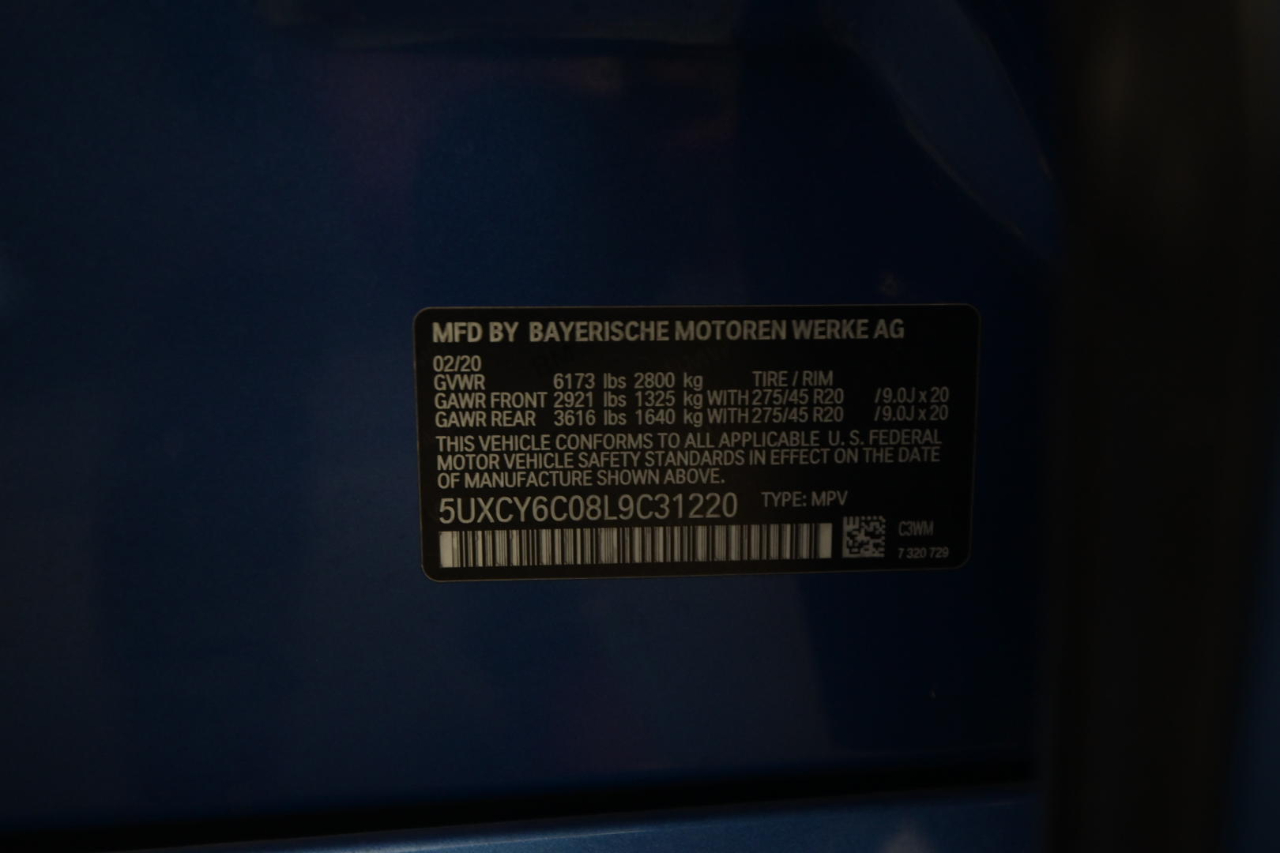 MFD BY BAYERISCHE MOTOREN WERKE AG
02/20
GVWR 6173 lbs 2800 kg TIRE / RIM
GAWR FRONT 2921 lbs 1325 kg WITH 275/45 R20 / 9.0J x 20
GAWR REAR 3616 lbs 1640 kg WITH 275/45 R20 / 9.0J x 20
THIS VEHICLE CONFORMS TO ALL APPLICABLE U. S. FEDERAL
MOTOR VEHICLE SAFETY STANDARDS IN EFFECT ON THE DATE
OF MANUFACTURE SHOWN ABOVE.
5UXCY6C08L9C31220 TYPE: MPV
C3WM
7 320 729